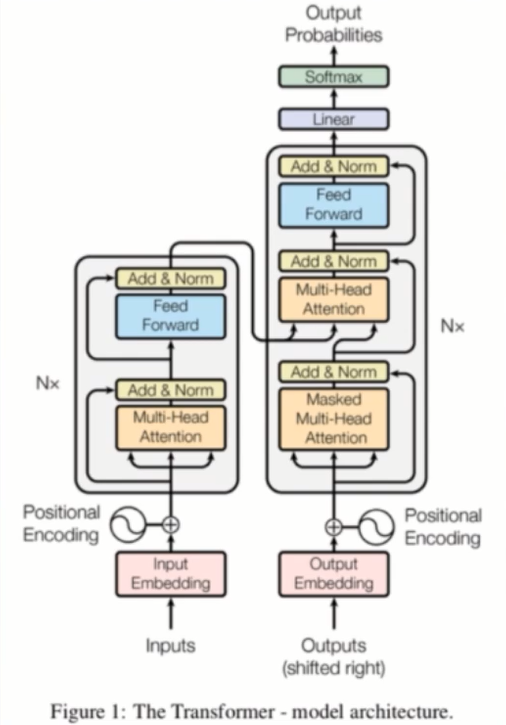 Output
Probabilities
Softmax
Linear
Add & Norm
Feed
Forward
Add & Norm
Multi-Head
Attention
Add & Norm
Masked
Multi-Head
Attention
Nx
Add & Norm
Feed
Forward
Add & Norm
Multi-Head
Attention
Nx
Positional
Encoding
Positional
Encoding
Input
Embedding
Output
Embedding
Inputs
Outputs
(shifted right)
Figure 1: The Transformer - model architecture.